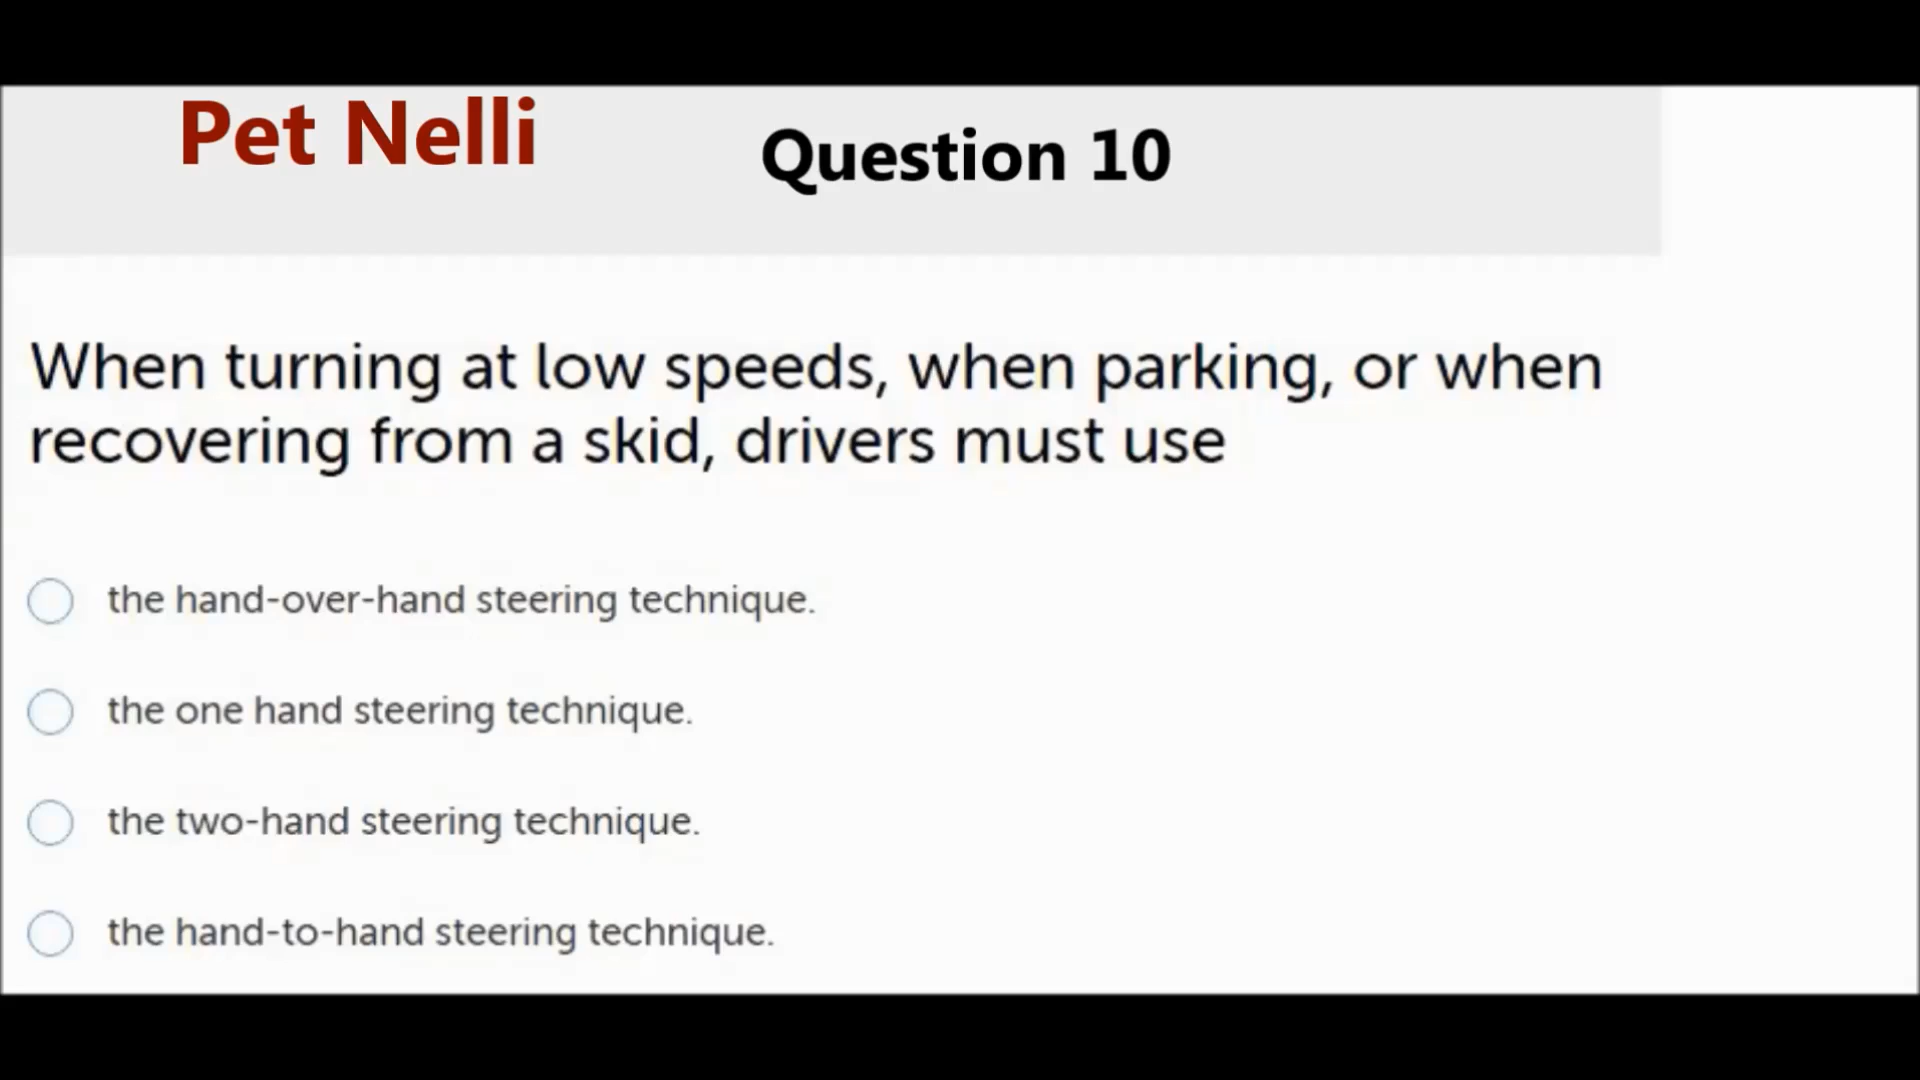 Pet Nelli
Question 10
When turning at low speeds, when parking, or when
recovering from a skid, drivers must use
the hand-over-hand steering technique.
the one hand steering technique.
the two-hand steering technique.
the hand-to-hand steering technique.